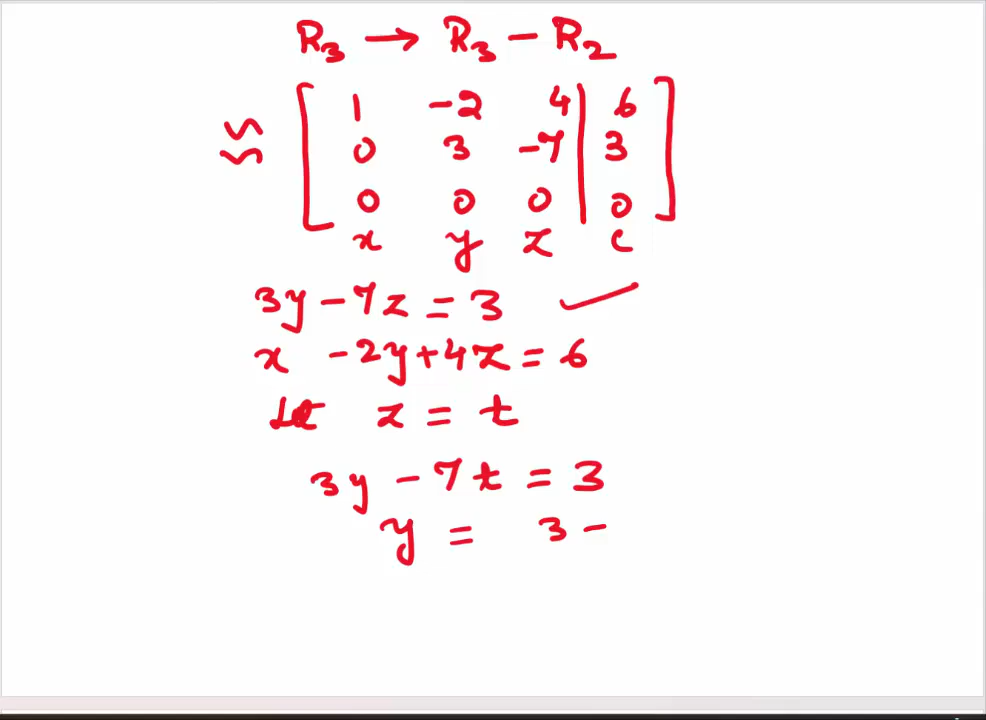 R₃ → R₃ - R₂
≈ [ 1 -2 4 | 6 ]
0 3 -7 | 3
0 0 0 | 0
x y z c
3y - 7z = 3 ✓
x - 2y + 4z = 6
Let z = t
3y - 7t = 3
y = 3 -